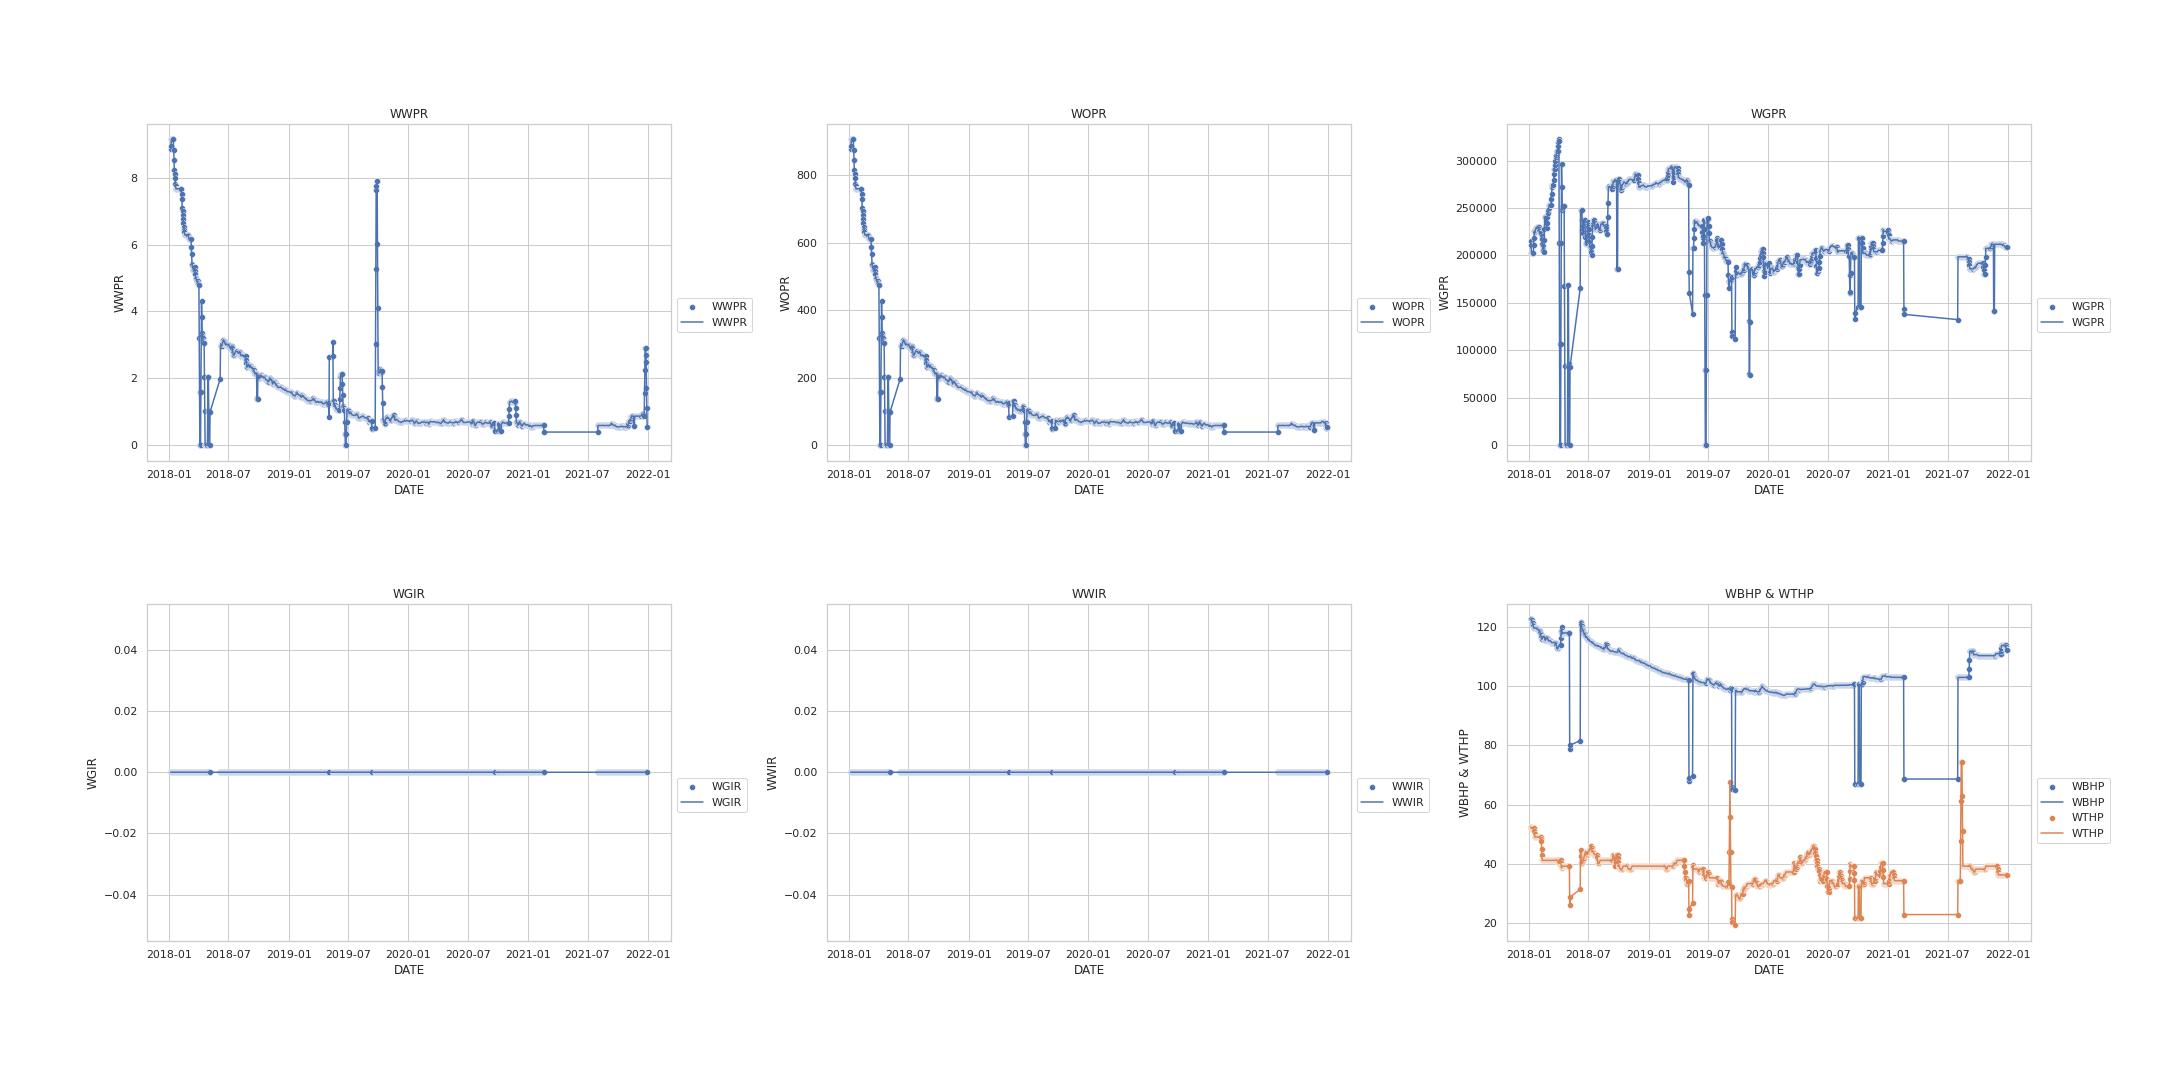 WWPR
WWPR
8
6
4
2
0
2018-01 2018-07 2019-01 2019-07 2020-01 2020-07 2021-01 2021-07 2022-01
DATE
WWPR
WWPR
WOPR
WOPR
800
600
400
200
0
2018-01 2018-07 2019-01 2019-07 2020-01 2020-07 2021-01 2021-07 2022-01
DATE
WOPR
WOPR
WGPR
WGPR
300000
250000
200000
150000
100000
50000
0
2018-01 2018-07 2019-01 2019-07 2020-01 2020-07 2021-01 2021-07 2022-01
DATE
WGPR
WGPR
WGIR
WGIR
0.04
0.02
0.00
−0.02
−0.04
2018-01 2018-07 2019-01 2019-07 2020-01 2020-07 2021-01 2021-07 2022-01
DATE
WGIR
WGIR
WWIR
WWIR
0.04
0.02
0.00
−0.02
−0.04
2018-01 2018-07 2019-01 2019-07 2020-01 2020-07 2021-01 2021-07 2022-01
DATE
WWIR
WWIR
WBHP & WTHP
WBHP & WTHP
120
100
80
60
40
20
2018-01 2018-07 2019-01 2019-07 2020-01 2020-07 2021-01 2021-07 2022-01
DATE
WBHP
WBHP
WTHP
WTHP